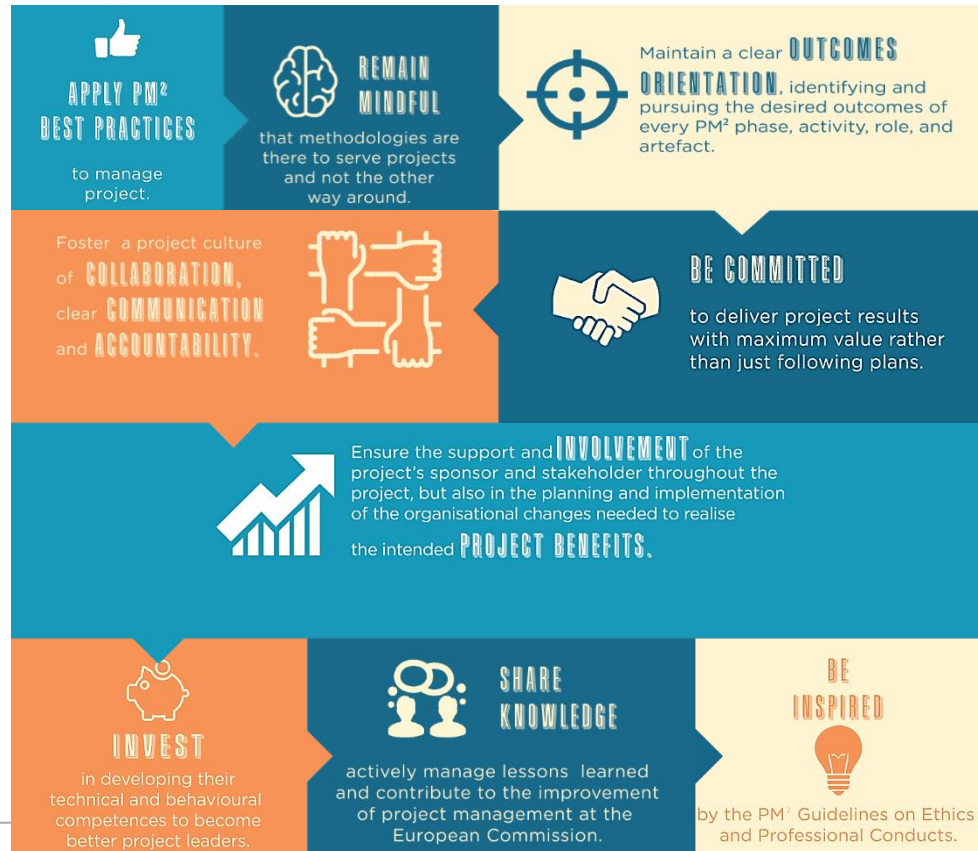 APPLY PM²
BEST PRACTICES
to manage
project.
REMAIN
MINDFUL
that methodologies are
there to serve projects
and not the other
way around.
Maintain a clear OUTCOMES
ORIENTATION, identifying and
pursuing the desired outcomes of
every PM² phase, activity, role, and
artefact.
BE COMMITTED
to deliver project results
with maximum value rather
than just following plans.
Foster a project culture
of COLLABORATION,
clear COMMUNICATION
and ACCOUNTABILITY.
Ensure the support and INVOLVEMENT of the
project's sponsor and stakeholder throughout the
project, but also in the planning and implementation
of the organisational changes needed to realise
the intended PROJECT BENEFITS.
INVEST
in developing their
technical and behavioural
competences to become
better project leaders.
SHARE
KNOWLEDGE
actively manage lessons learned
and contribute to the improvement
of project management at the
European Commission.
BE
INSPIRED
by the PM² Guidelines on Ethics
and Professional Conducts.